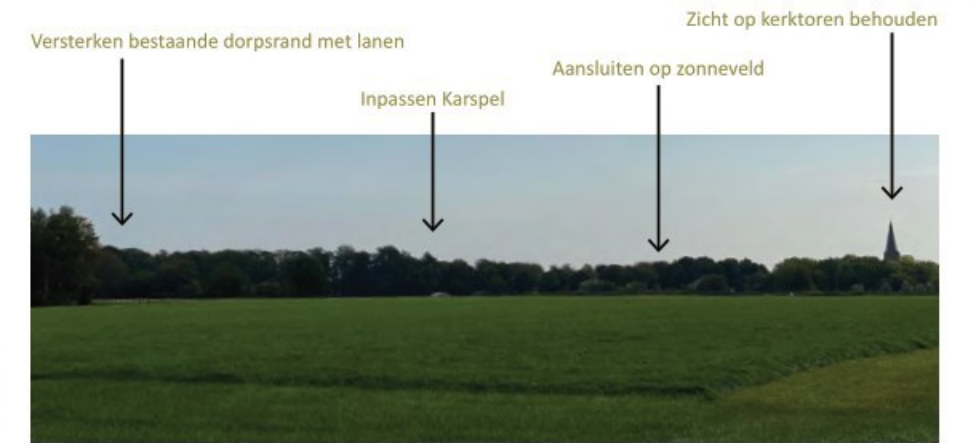 Zicht op kerktoren behouden
Versterken bestaande dorpsrand met lanen
Aansluiten op zonneveld
Inpassen Karspel